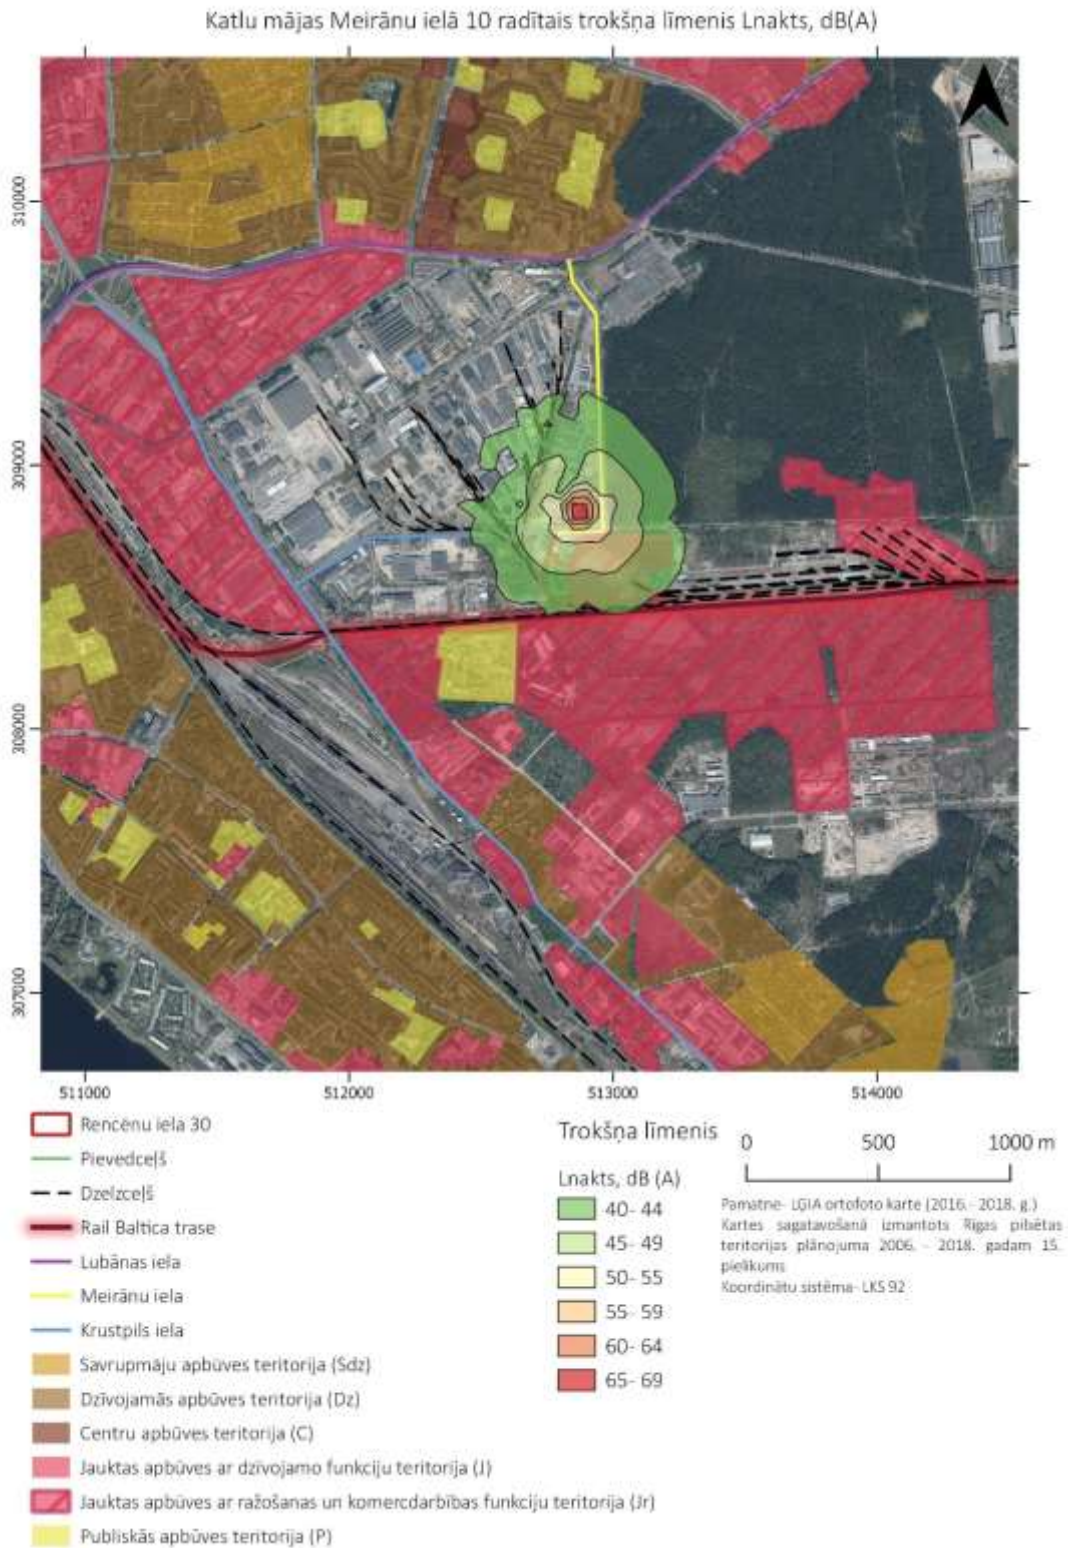 Katlu mājas Meirānu ielā 10 radītais trokšņa līmenis Lnakts, dB(A)
310000
309000
308000
307000
511000
512000
513000
514000
Rencēnu iela 30
Pievedceļš
Dzelzceļš
Rail Baltica trase
Lubānas iela
Meirānu iela
Krustpils iela
Savrupmāju apbūves teritorija (Sdz)
Dzīvojamās apbūves teritorija (Dz)
Centru apbūves teritorija (C)
Jauktas apbūves ar dzīvojamo funkciju teritorija (J)
Jauktas apbūves ar ražošanas un komercdarbības funkciju teritorija (Jr)
Publiskās apbūves teritorija (P)
Trokšņa līmenis
Lnakts, dB (A)
40- 44
45- 49
50- 55
55- 59
60- 64
65- 69
0 500 1000 m
Pamatne- LĢIA ortofoto karte (2016.- 2018. g.)
Kartes sagatavošanā izmantots Rīgas pilsētas
teritorijas plānojuma 2006. - 2018. gadam 15.
pielikums
Koordinātu sistēma- LKS 92